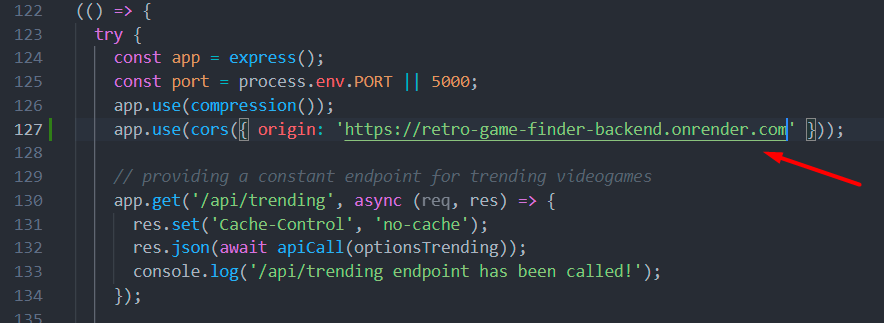 122 (() => {
123 try {
124 const app = express();
125 const port = process.env.PORT || 5000;
126 app.use(compression());
127 app.use(cors({ origin: 'https://retro-game-finder-backend.onrender.com' }));
128
129 // providing a constant endpoint for trending videogames
130 app.get('/api/trending', async (req, res) => {
131 res.set('Cache-Control', 'no-cache');
132 res.json(await apiCall(optionsTrending));
133 console.log('/api/trending endpoint has been called!');
134 });
135